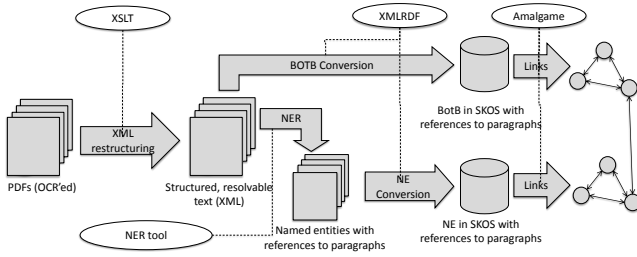 XSLT
XMLRDF
Amalgame
BOTB Conversion
Links
XML
restructuring
NER
BotB in SKOS with
references to paragraphs
PDFs (OCR'ed)
Structured, resolvable
text (XML)
NE
Conversion
Links
NER tool
Named entities with
references to paragraphs
NE in SKOS with
references to paragraphs